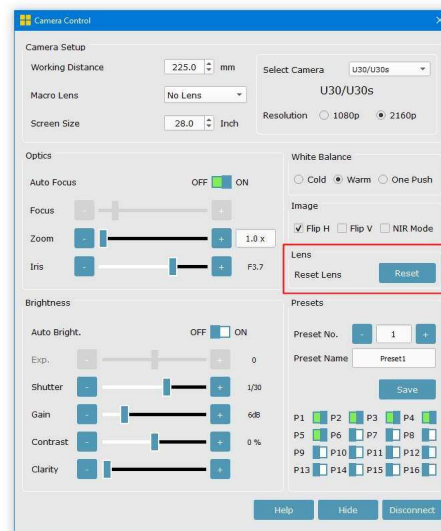 Camera Control
Camera Setup
Working Distance 225.0 mm
Macro Lens No Lens
Screen Size 28.0 Inch
Select Camera U30/U30s
U30/U30s
Resolution 1080p 2160p
Optics
Auto Focus OFF ON
Focus - +
Zoom - + 1.0 x
Iris - + F3.7
White Balance
Cold Warm One Push
Image
Flip H Flip V NIR Mode
Lens
Reset Lens Reset
Brightness
Auto Bright. OFF ON
Exp. - + 0
Shutter - + 1/30
Gain - + 6dB
Contrast - + 0 %
Clarity - +
Presets
Preset No. - 1 +
Preset Name Preset1
Save
P1 P2 P3 P4
P5 P6 P7 P8
P9 P10 P11 P12
P13 P14 P15 P16
Help Hide Disconnect